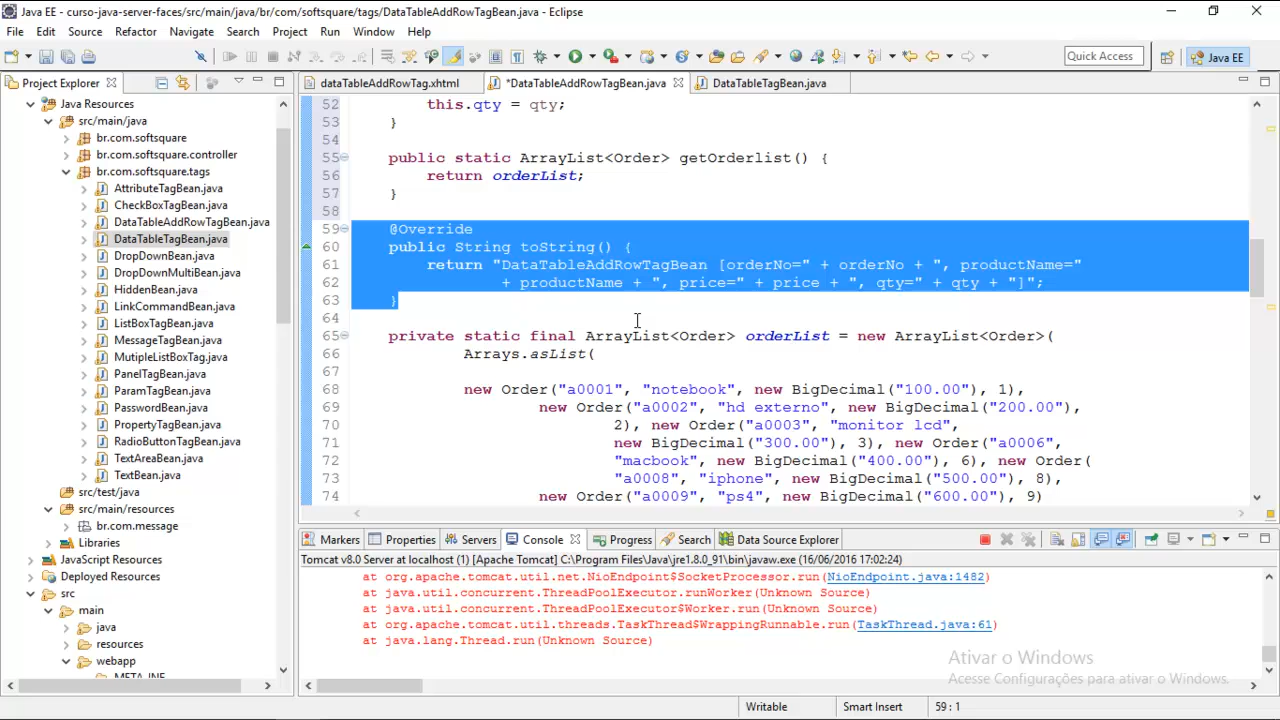 Java EE - curso-java-server-faces/src/main/java/br/com/softsquare/tags/DataTableAddRowTagBean.java - Eclipse
File Edit Source Refactor Navigate Search Project Run Window Help
Quick Access
Java EE
Project Explorer
dataTableAddRowTag.xhtml
*DataTableAddRowTagBean.java
DataTableTagBean.java
Java Resources
src/main/java
br.com.softsquare
br.com.softsquare.controller
br.com.softsquare.tags
AttributeTagBean.java
CheckBoxTagBean.java
DataTableAddRowTagBean.java
DataTableTagBean.java
DropDownBean.java
DropDownMultiBean.java
HiddenBean.java
LinkCommandBean.java
ListBoxTagBean.java
MessageTagBean.java
MutipleListBoxTag.java
PanelTagBean.java
ParamTagBean.java
PasswordBean.java
PropertyTagBean.java
RadioButtonTagBean.java
TextAreaBean.java
TextBean.java
src/test/java
src/main/resources
br.com.message
Libraries
JavaScript Resources
Deployed Resources
src
main
java
resources
webapp
META-INF
52 this.qty = qty;
53 }
54
55 public static ArrayList<Order> getOrderlist() {
56 return orderList;
57 }
58
59 @Override
60 public String toString() {
61 return "DataTableAddRowTagBean [orderNo=" + orderNo + ", productName="
62 + productName + ", price=" + price + ", qty=" + qty + "]";
63 }
64
65 private static final ArrayList<Order> orderList = new ArrayList<Order>(
66 Arrays.asList(
67
68 new Order("a0001", "notebook", new BigDecimal("100.00"), 1),
69 new Order("a0002", "hd externo", new BigDecimal("200.00"),
70 2), new Order("a0003", "monitor lcd",
71 new BigDecimal("300.00"), 3), new Order("a0006",
72 "macbook", new BigDecimal("400.00"), 6), new Order(
73 "a0008", "iphone", new BigDecimal("500.00"), 8),
74 new Order("a0009", "ps4", new BigDecimal("600.00"), 9)
Markers Properties Servers Console Progress Search Data Source Explorer
Tomcat v8.0 Server at localhost (1) [Apache Tomcat] C:\Program Files\Java\jre1.8.0_91\bin\javaw.exe (16/06/2016 17:02:24)
at org.apache.tomcat.util.net.NioEndpoint$SocketProcessor.run(NioEndpoint.java:1482)
at java.util.concurrent.ThreadPoolExecutor.runWorker(Unknown Source)
at java.util.concurrent.ThreadPoolExecutor$Worker.run(Unknown Source)
at org.apache.tomcat.util.threads.TaskThread$WrappingRunnable.run(TaskThread.java:61)
at java.lang.Thread.run(Unknown Source)
Ativar o Windows
Acesse Configurações para ativar o Windows.
Writable Smart Insert 59 : 1